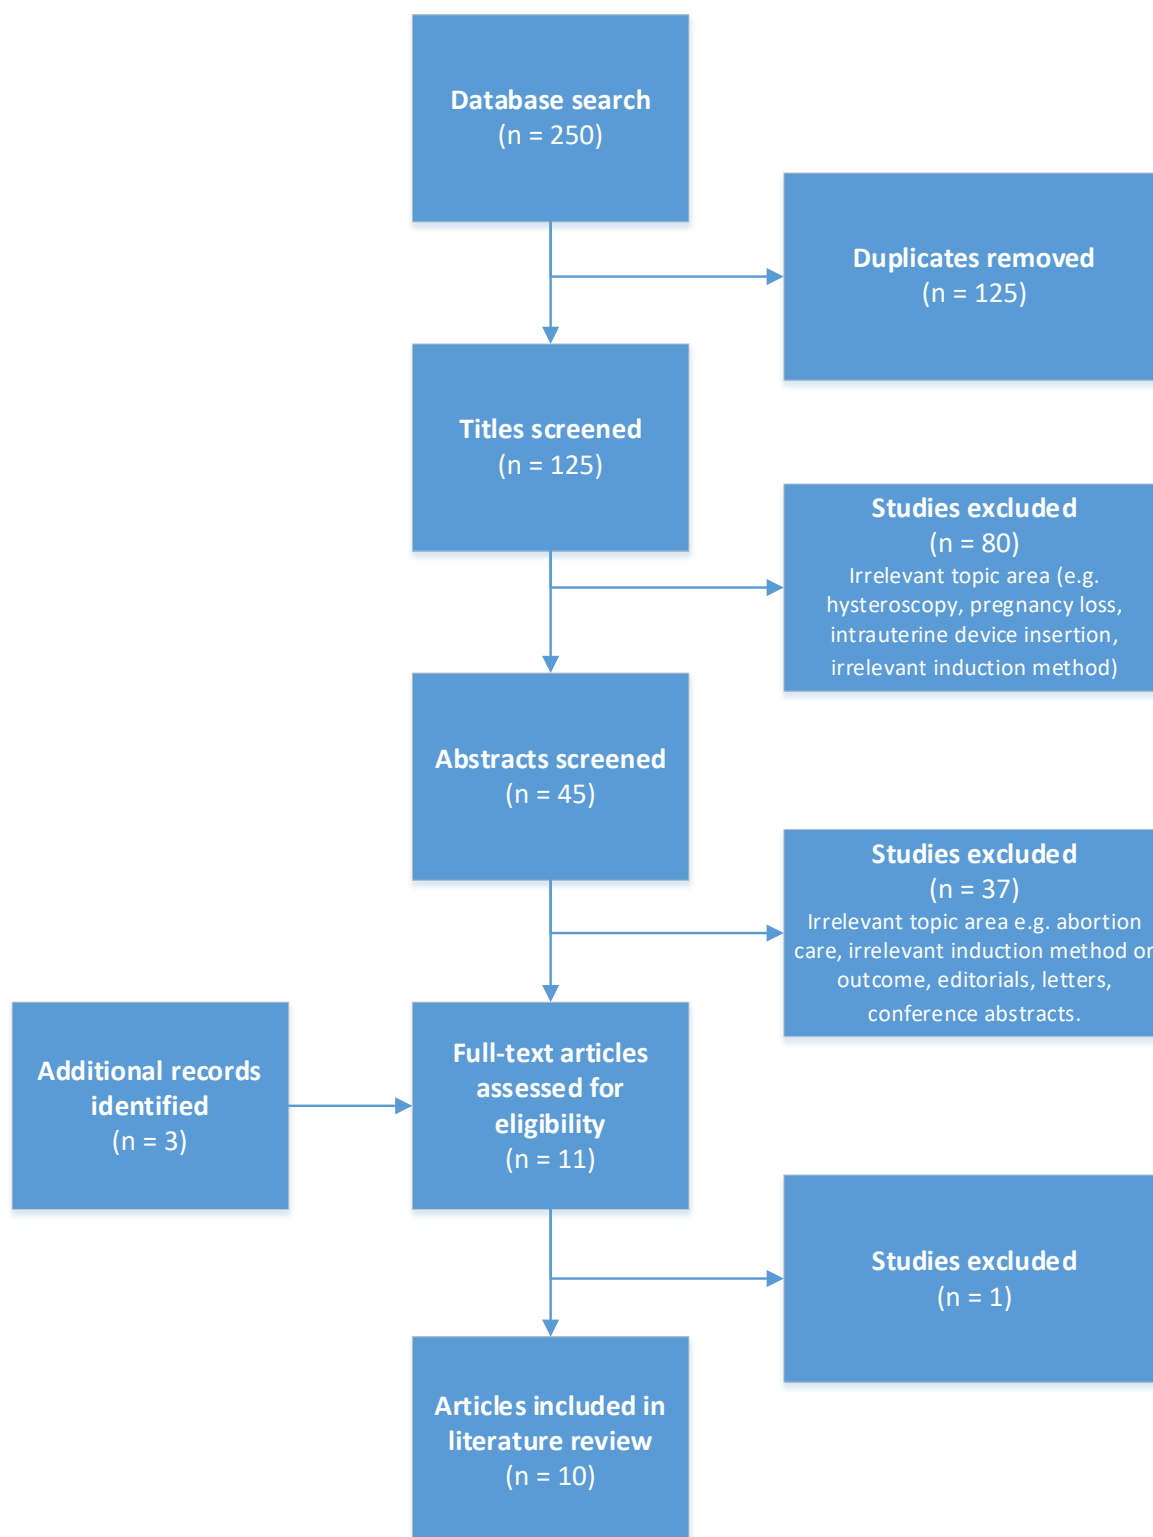 Database search
(n = 250)
Duplicates removed
(n = 125)
Titles screened
(n = 125)
Studies excluded
(n = 80)
Irrelevant topic area (e.g.
hysteroscopy, pregnancy loss,
intrauterine device insertion,
irrelevant induction method)
Abstracts screened
(n = 45)
Studies excluded
(n = 37)
Irrelevant topic area e.g. abortion
care, irrelevant induction method or
outcome, editorials, letters,
conference abstracts.
Additional records
identified
(n = 3)
Full-text articles
assessed for
eligibility
(n = 11)
Studies excluded
(n = 1)
Articles included in
literature review
(n = 10)